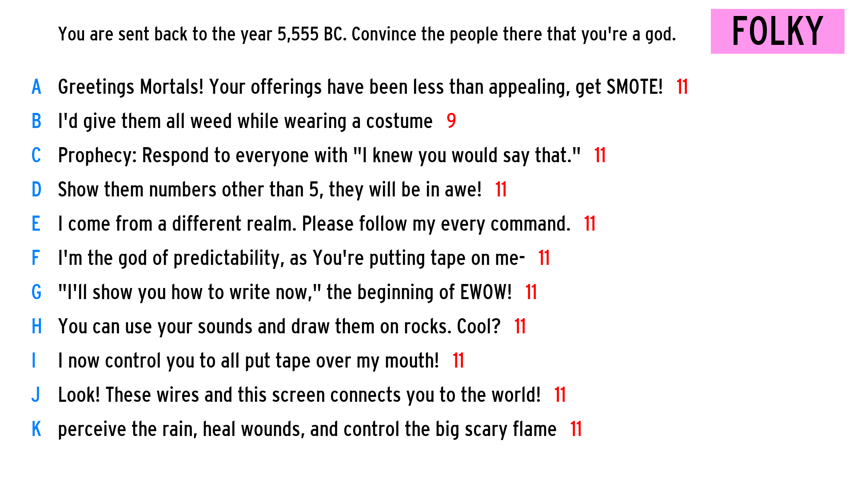 You are sent back to the year 5,555 BC. Convince the people there that you're a god.
FOLKY
A Greetings Mortals! Your offerings have been less than appealing, get SMOTE! 11
B I'd give them all weed while wearing a costume 9
C Prophecy: Respond to everyone with "I knew you would say that." 11
D Show them numbers other than 5, they will be in awe! 11
E I come from a different realm. Please follow my every command. 11
F I'm the god of predictability, as You're putting tape on me- 11
G "I'll show you how to write now," the beginning of EWOW! 11
H You can use your sounds and draw them on rocks. Cool? 11
I I now control you to all put tape over my mouth! 11
J Look! These wires and this screen connects you to the world! 11
K perceive the rain, heal wounds, and control the big scary flame 11